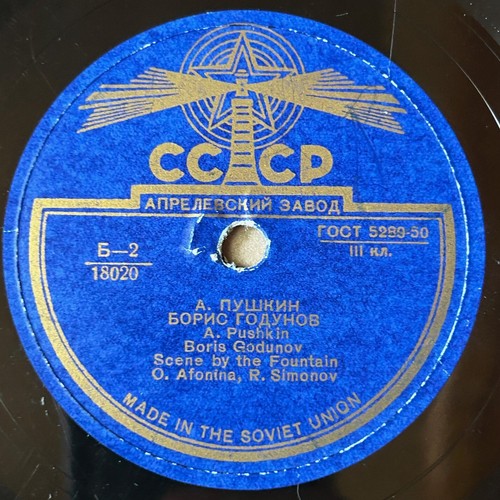 СССР
АПРЕЛЕВСКИЙ ЗАВОД
ГОСТ 5289-50
III кл.
Б—2
18020
А. ПУШКИН
БОРИС ГОДУНОВ
A. Pushkin
Boris Godunov
Scene by the Fountain
O. Afonina, R. Simonov
MADE IN THE SOVIET UNION